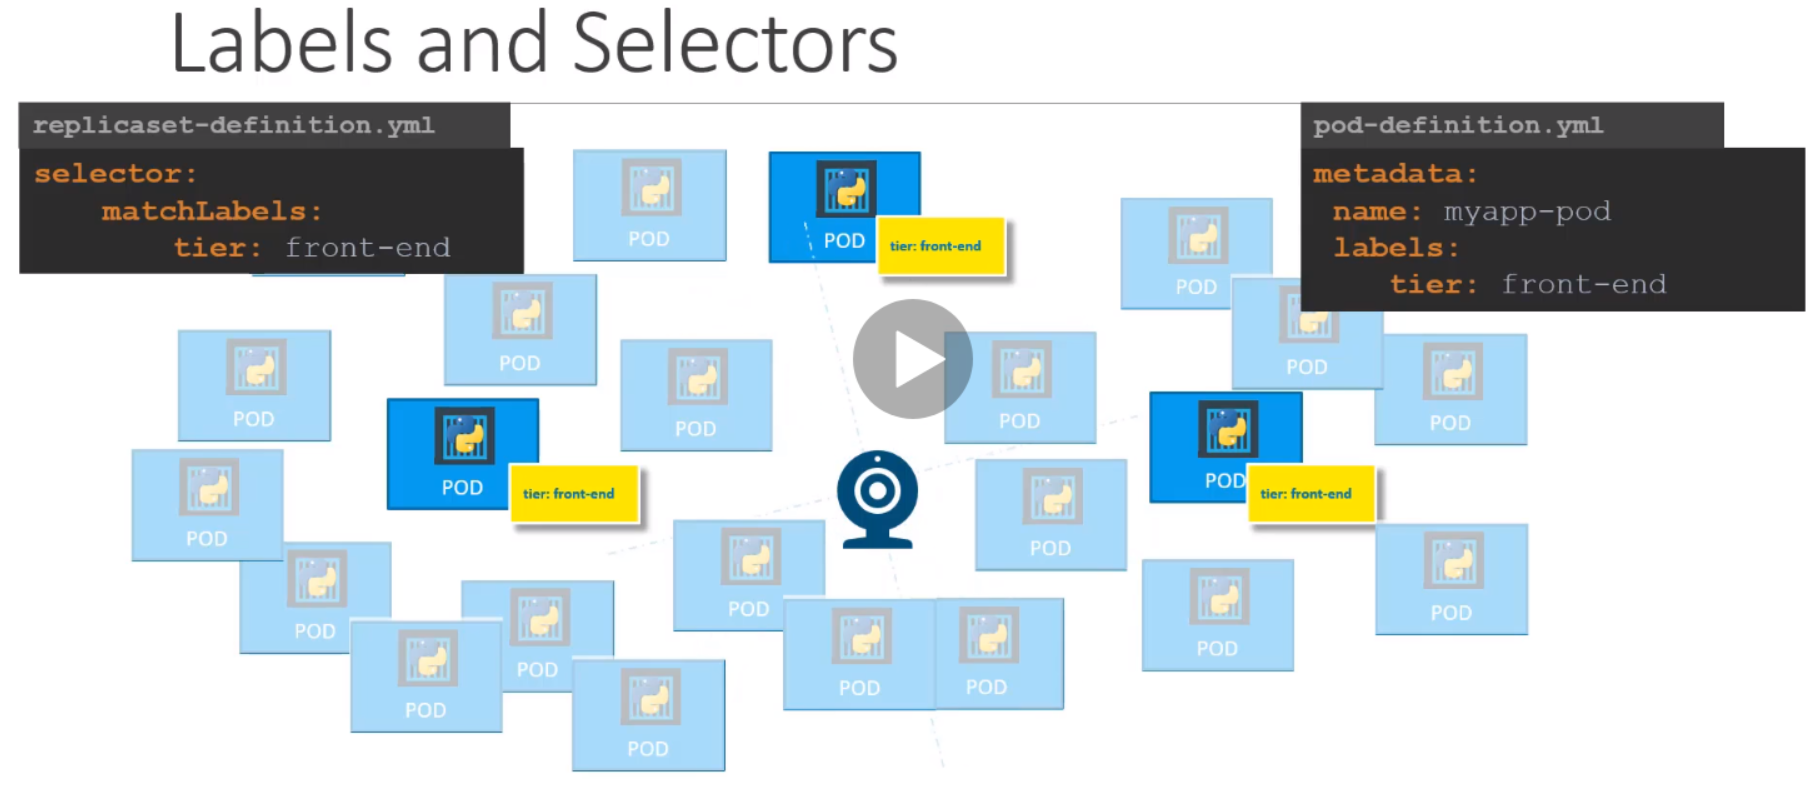 Labels and Selectors
replicaset-definition.yml
selector:
matchLabels:
tier: front-end
pod-definition.yml
metadata:
name: myapp-pod
labels:
tier: front-end
POD
POD
tier: front-end
POD
POD
POD
POD
POD
POD
POD
POD
tier: front-end
POD
tier: front-end
POD
POD
POD
POD
POD
POD
POD
POD
POD
POD
POD
POD